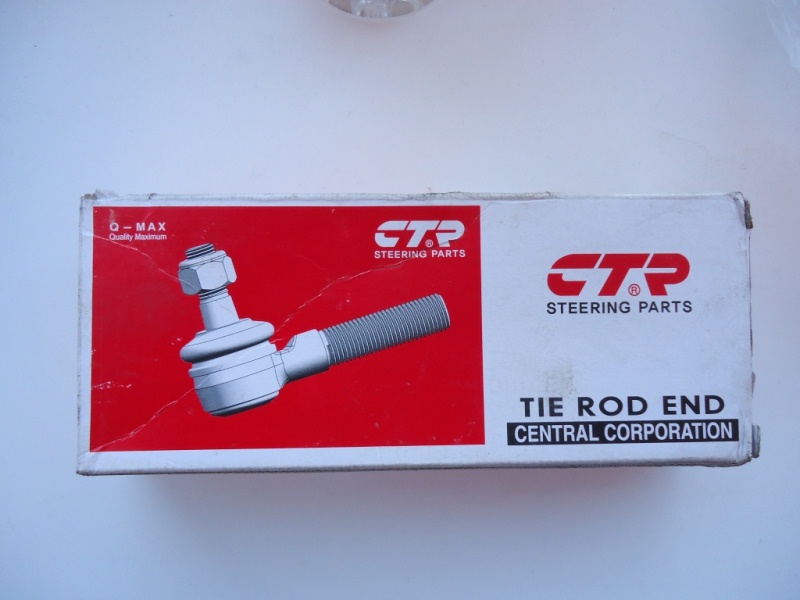 Q – MAX
Quality Maximum
CTR®
STEERING PARTS
CTR®
STEERING PARTS
TIE ROD END
CENTRAL CORPORATION